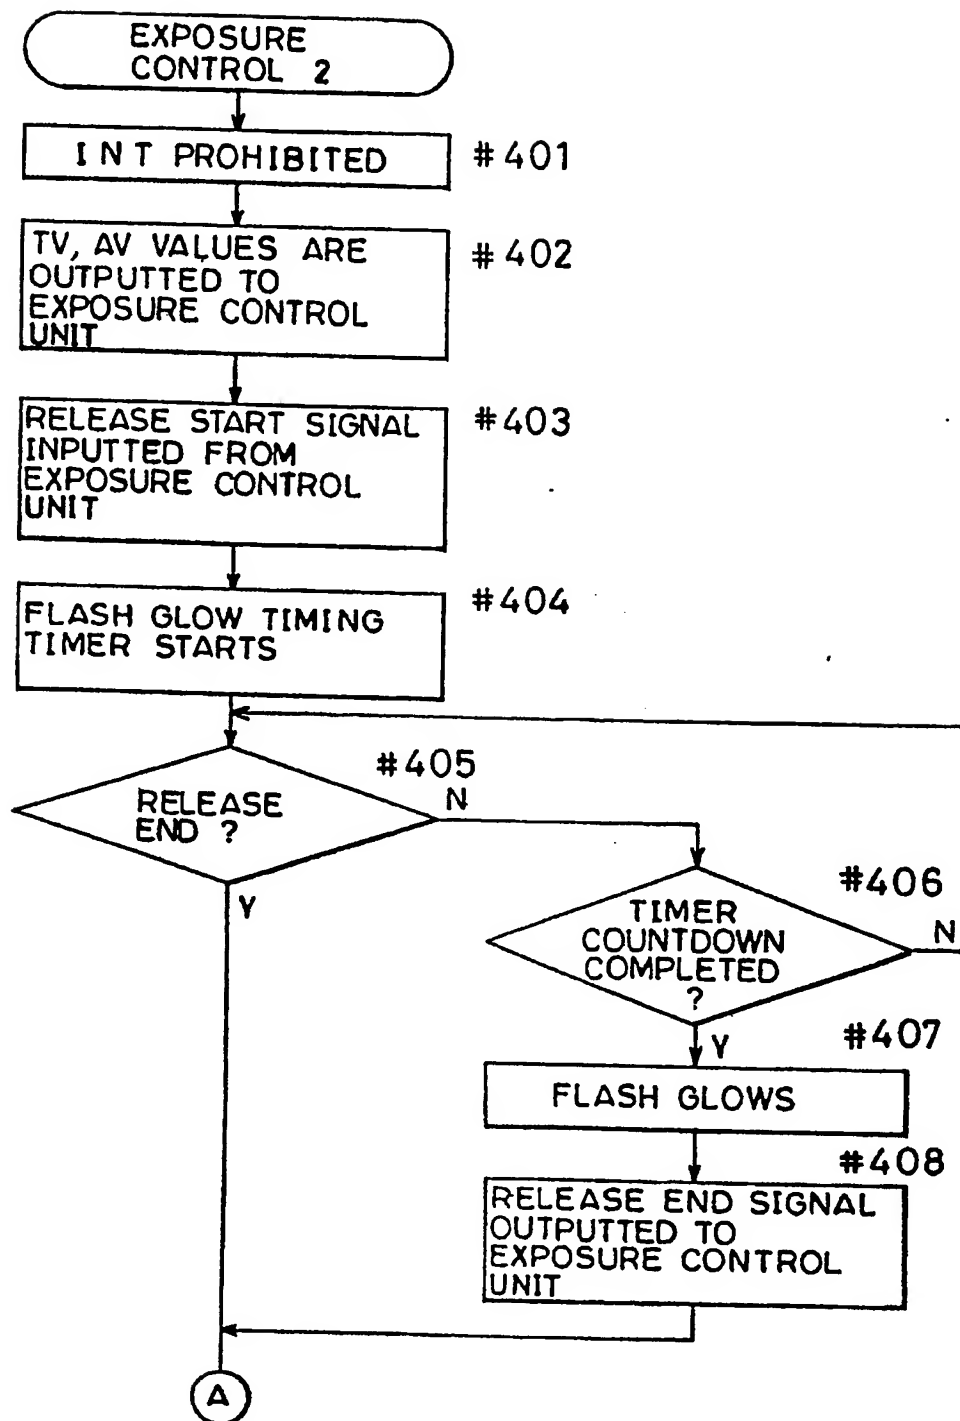 EXPOSURE
CONTROL 2
INT PROHIBITED
#401
TV, AV VALUES ARE
OUTPUTTED TO
EXPOSURE CONTROL
UNIT
#402
RELEASE START SIGNAL
INPUTTED FROM
EXPOSURE CONTROL
UNIT
#403
FLASH GLOW TIMING
TIMER STARTS
#404
RELEASE
END ?
#405
N
Y
TIMER
COUNTDOWN
COMPLETED
?
#406
N
Y
#407
FLASH GLOWS
#408
RELEASE END SIGNAL
OUTPUTTED TO
EXPOSURE CONTROL
UNIT
A